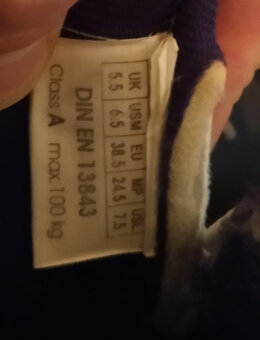 UK USM EU MP USL
5.5 6.5 38.5 24.5 7.5
DIN EN 13843
Class A max. 100 kg